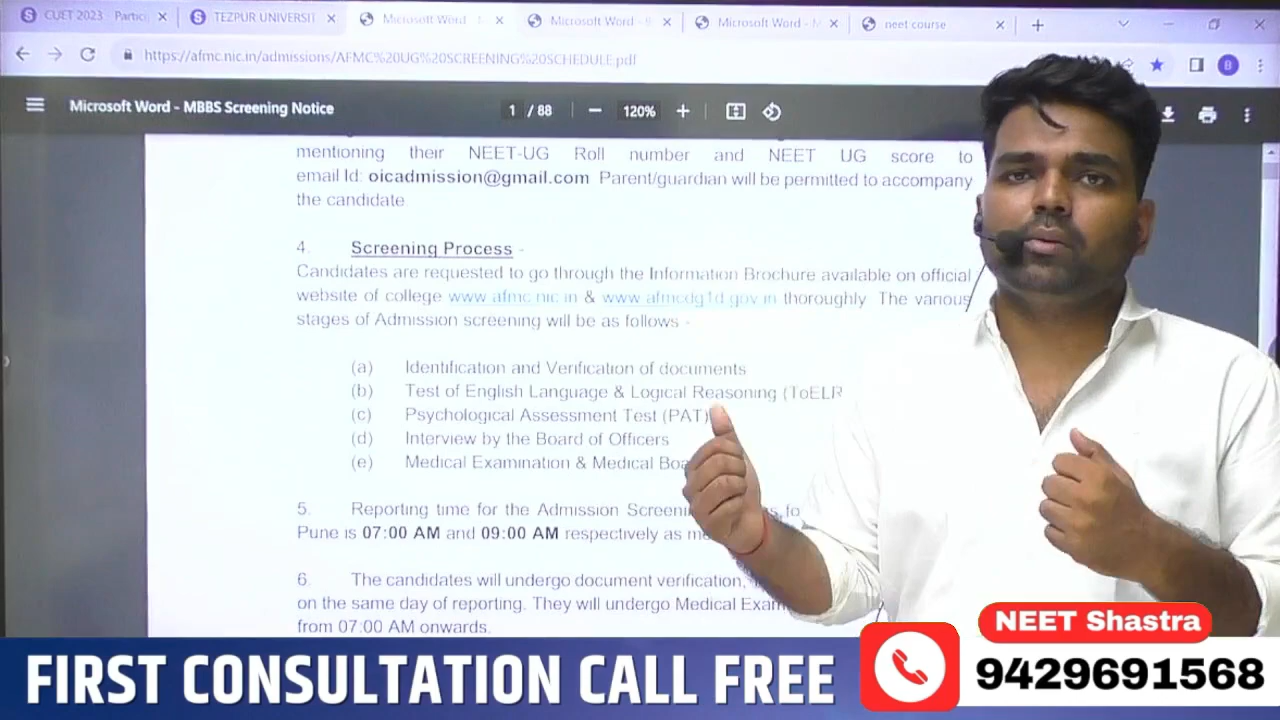 CUET 2023 Partic
TEZPUR UNIVERSIT
Microsoft Word
Microsoft Word
Microsoft Word
neet course
https://afmc.nic.in/admissions/AFMC%20UG%20SCREENING%20SCHEDULE.pdf
B
Microsoft Word - MBBS Screening Notice
1 / 88
120%
mentioning their NEET-UG Roll number and NEET UG score to
email Id: oicadmission@gmail.com Parent/guardian will be permitted to accompany
the candidate
4. Screening Process -
Candidates are requested to go through the Information Brochure available on official
website of college www.afmc.nic.in & www.afmcdg1d.gov.in thoroughly The various
stages of Admission screening will be as follows -
(a) Identification and Verification of documents
(b) Test of English Language & Logical Reasoning (ToELR
(c) Psychological Assessment Test (PAT)
(d) Interview by the Board of Officers
(e) Medical Examination & Medical Boa
5. Reporting time for the Admission Screeni fo
Pune is 07:00 AM and 09:00 AM respectively as me
6. The candidates will undergo document verification,
on the same day of reporting. They will undergo Medical Exam
from 07:00 AM onwards.
NEET Shastra
FIRST CONSULTATION CALL FREE
9429691568